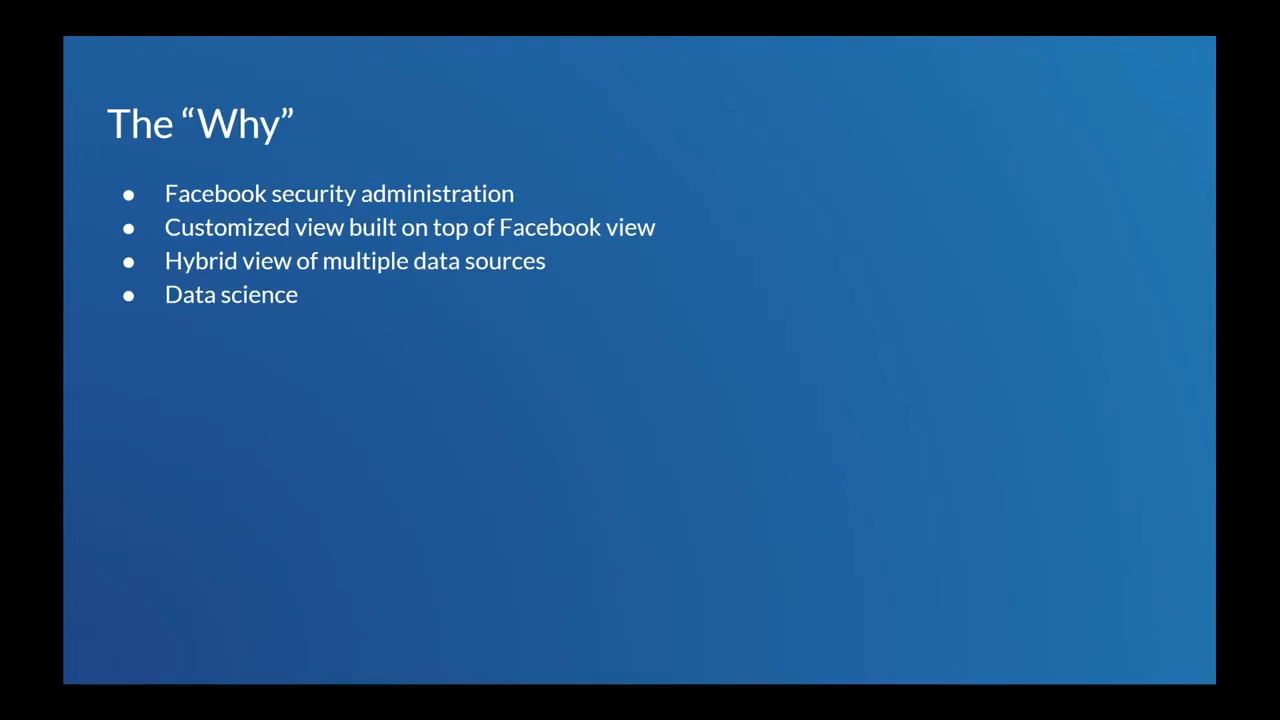 The “Why”
● Facebook security administration
● Customized view built on top of Facebook view
● Hybrid view of multiple data sources
● Data science